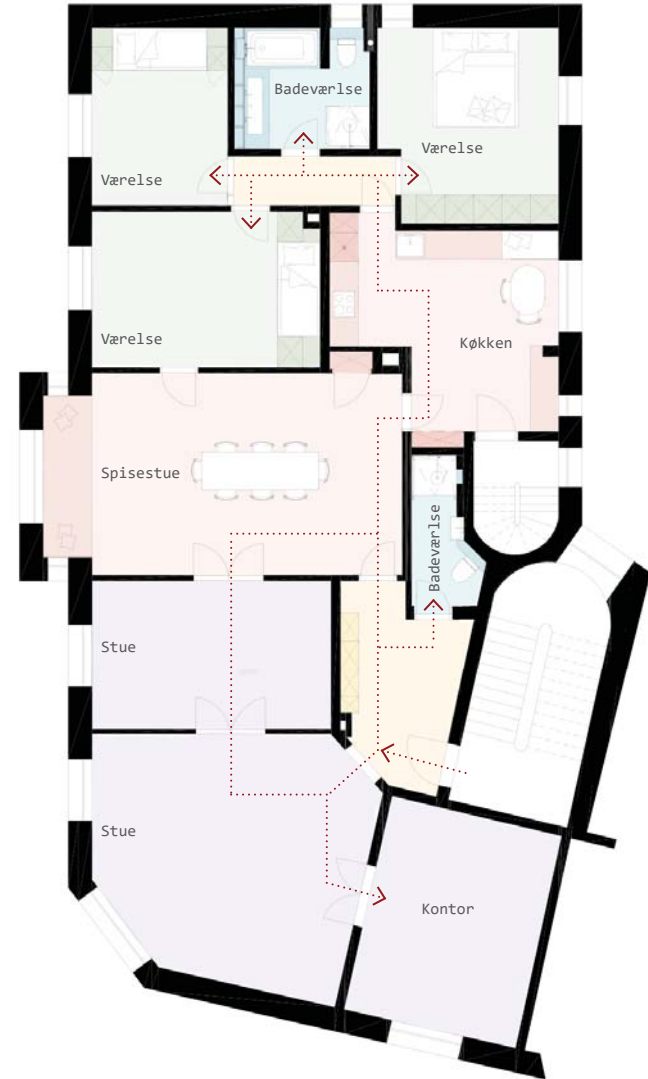 Badeværlse
Værelse
Værelse
Værelse
Køkken
Spisestue
Badeværlse
Stue
Stue
Kontor